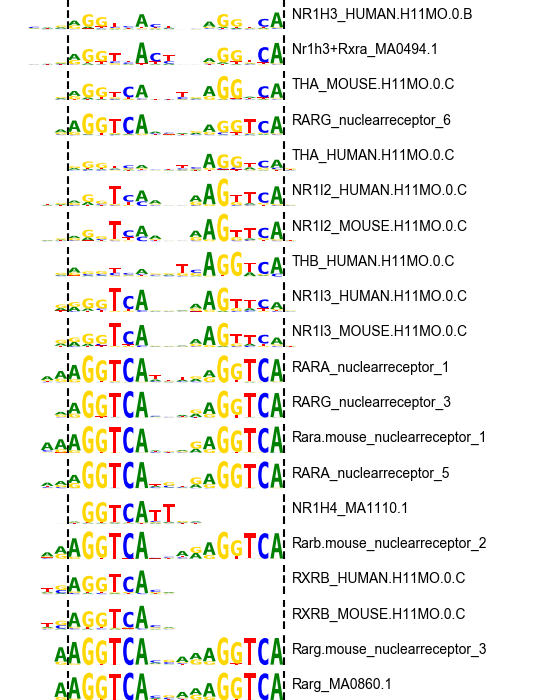 NR1H3_HUMAN.H11MO.0.B
Nr1h3+Rxra_MA0494.1
THA_MOUSE.H11MO.0.C
RARG_nuclearreceptor_6
THA_HUMAN.H11MO.0.C
NR1I2_HUMAN.H11MO.0.C
NR1I2_MOUSE.H11MO.0.C
THB_HUMAN.H11MO.0.C
NR1I3_HUMAN.H11MO.0.C
NR1I3_MOUSE.H11MO.0.C
RARA_nuclearreceptor_1
RARG_nuclearreceptor_3
Rara.mouse_nuclearreceptor_1
RARA_nuclearreceptor_5
NR1H4_MA1110.1
Rarb.mouse_nuclearreceptor_2
RXRB_HUMAN.H11MO.0.C
RXRB_MOUSE.H11MO.0.C
Rarg.mouse_nuclearreceptor_3
Rarg_MA0860.1